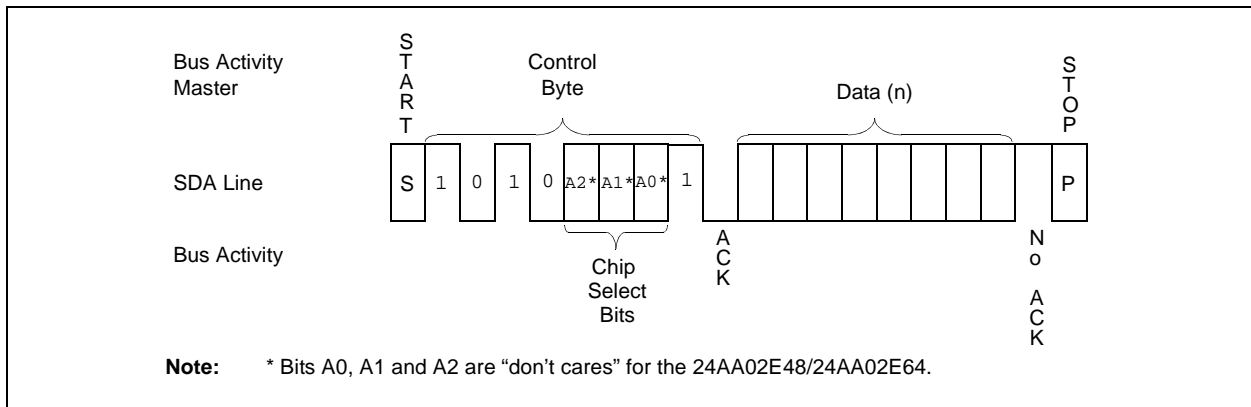 Bus Activity
Master
START
Control
Byte
Data (n)
STOP
SDA Line
S 1 0 1 0 A2* A1* A0* 1 P
Bus Activity
ACK
Chip
Select
Bits
No ACK
Note: * Bits A0, A1 and A2 are “don’t cares” for the 24AA02E48/24AA02E64.